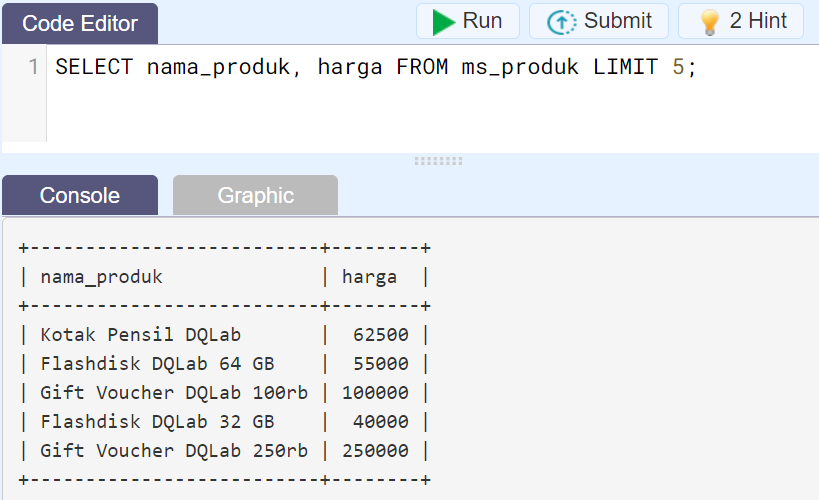 Code Editor
Run
Submit
2 Hint
1 SELECT nama_produk, harga FROM ms_produk LIMIT 5;
Console
Graphic
+--------------------------+--------+
| nama_produk              | harga  |
+--------------------------+--------+
| Kotak Pensil DQLab       |  62500 |
| Flashdisk DQLab 64 GB    |  55000 |
| Gift Voucher DQLab 100rb | 100000 |
| Flashdisk DQLab 32 GB    |  40000 |
| Gift Voucher DQLab 250rb | 250000 |
+--------------------------+--------+